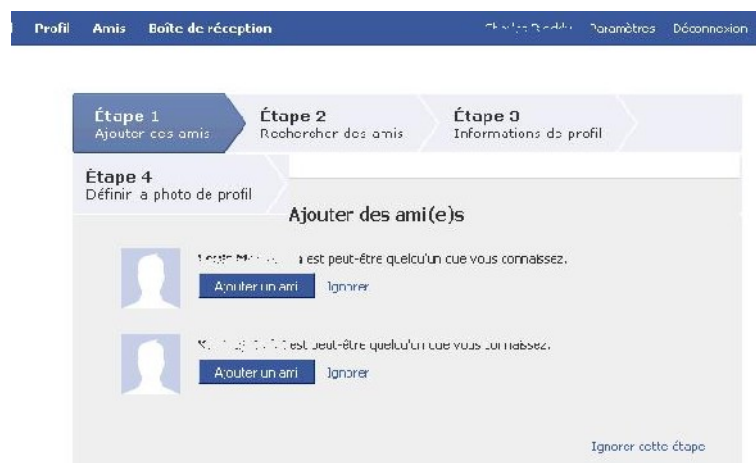 Profil Amis Boîte de réception Paramètres Déconnexion
Étape 1 Étape 2 Étape 3
Ajouter des amis Rechercher des amis Informations de profil
Étape 4
Définir la photo de profil
Ajouter des ami(e)s
est peut-être quelqu'un que vous connaissez.
Ajouter un ami Ignorer
est peut-être quelqu'un que vous connaissez.
Ajouter un ami Ignorer
Ignorer cette étape